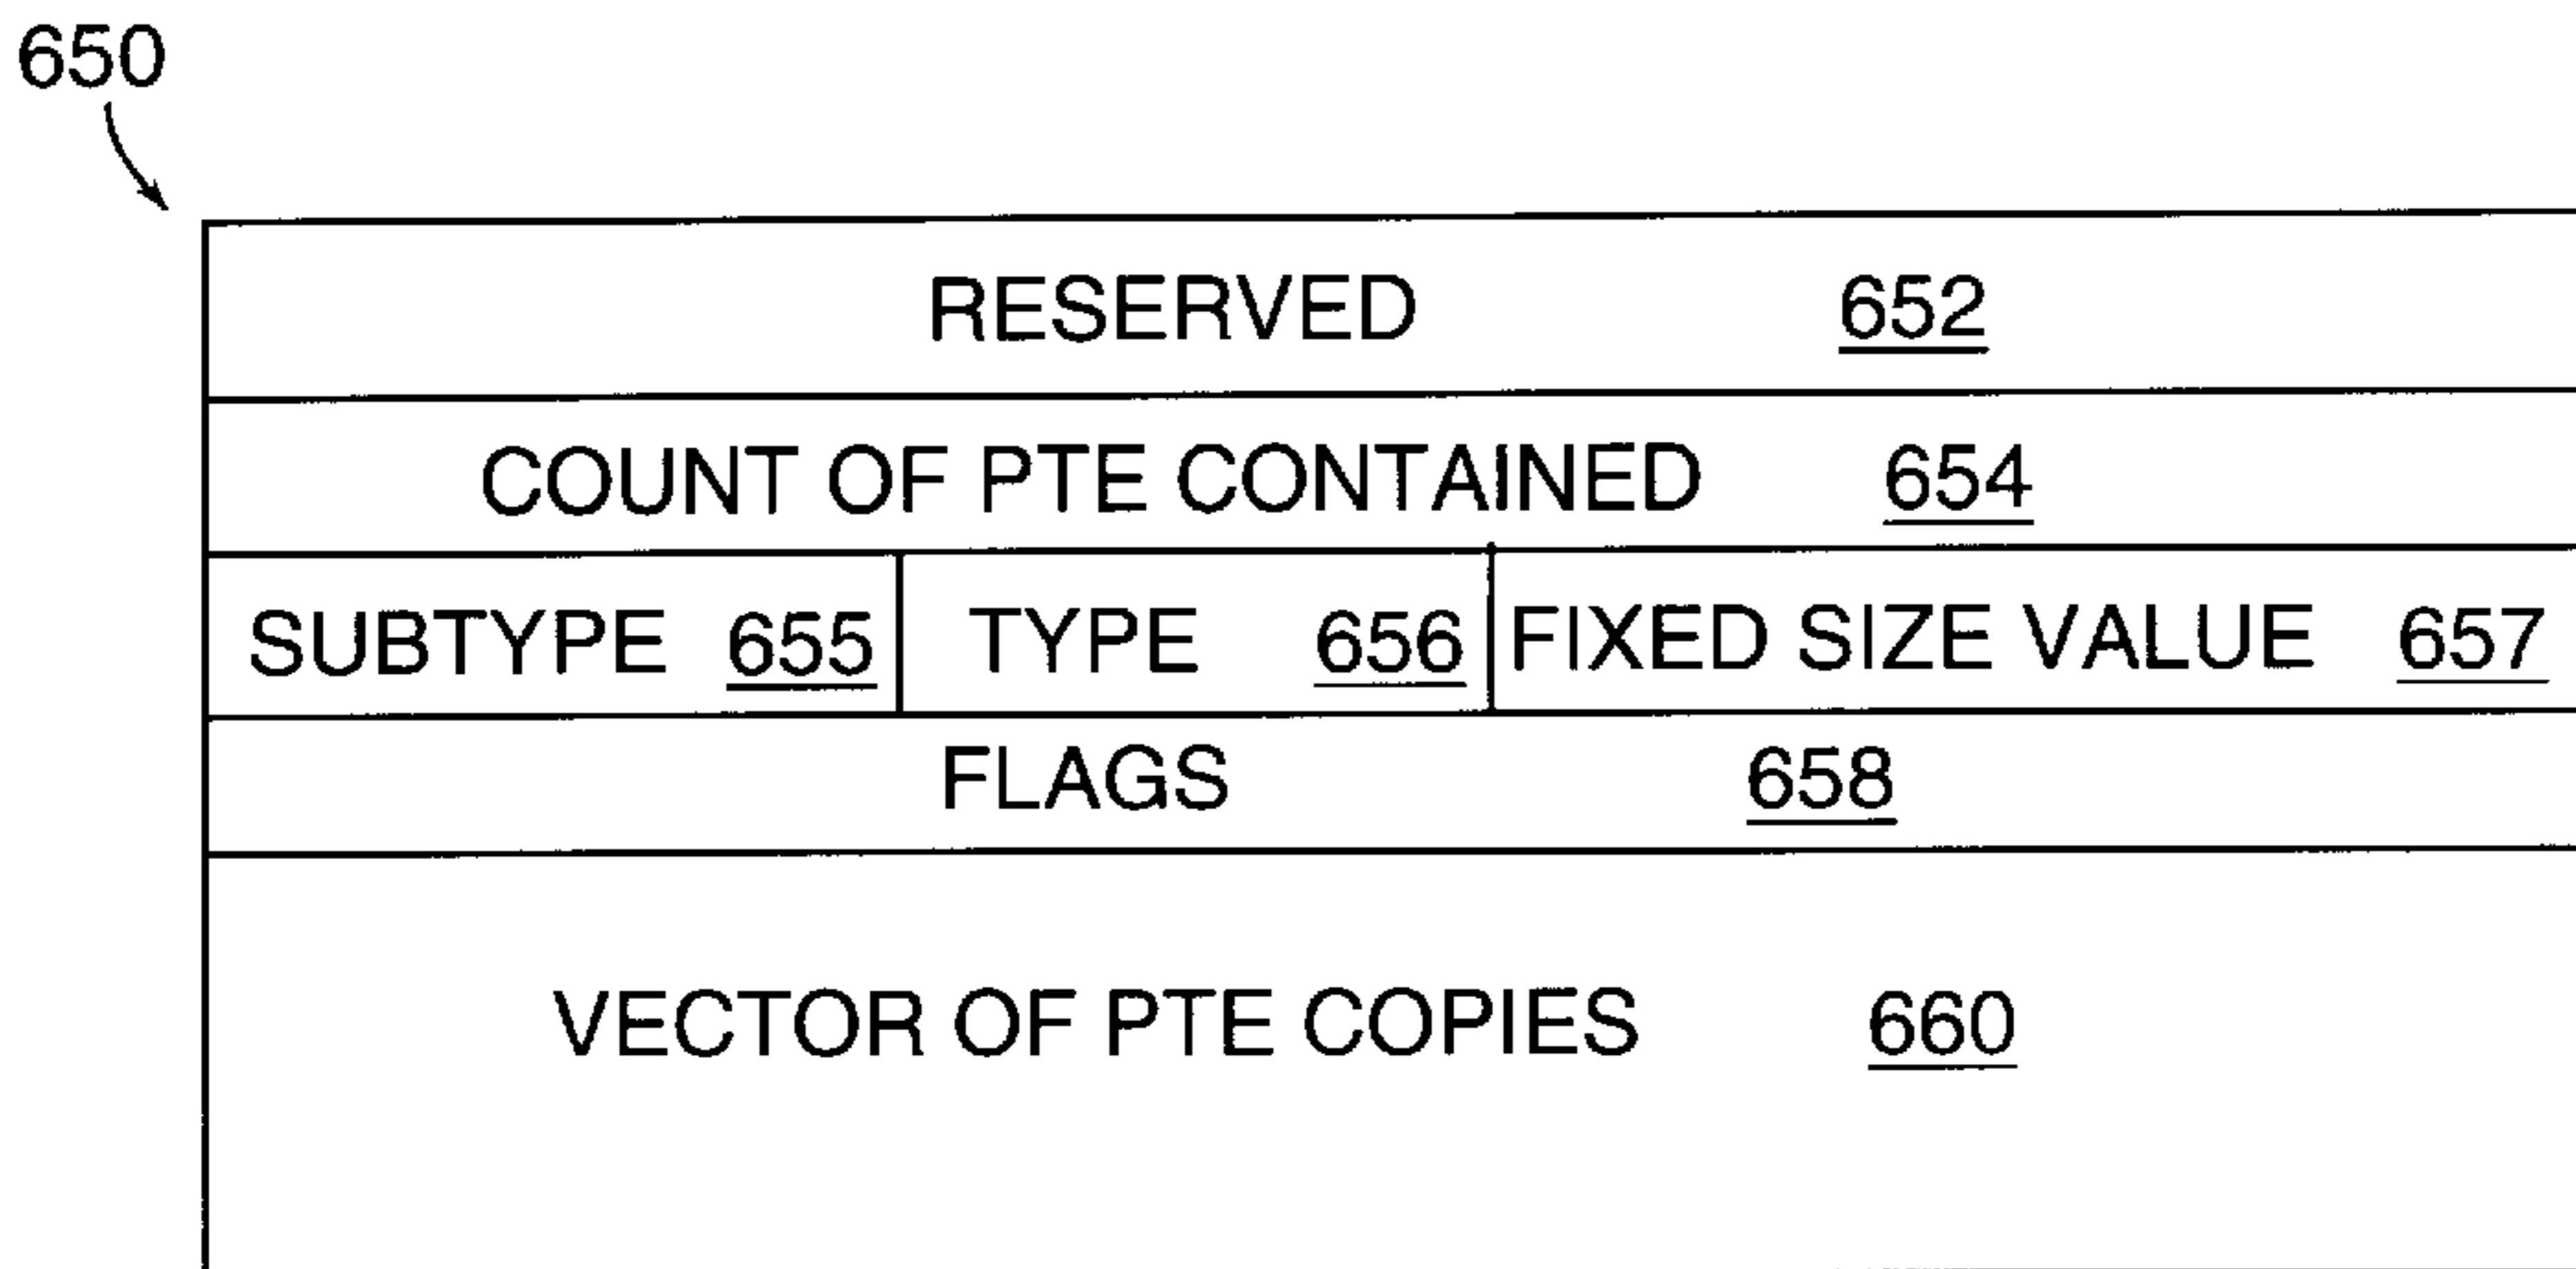 650
RESERVED 652
COUNT OF PTE CONTAINED 654
SUBTYPE 655 TYPE 656 FIXED SIZE VALUE 657
FLAGS 658
VECTOR OF PTE COPIES 660